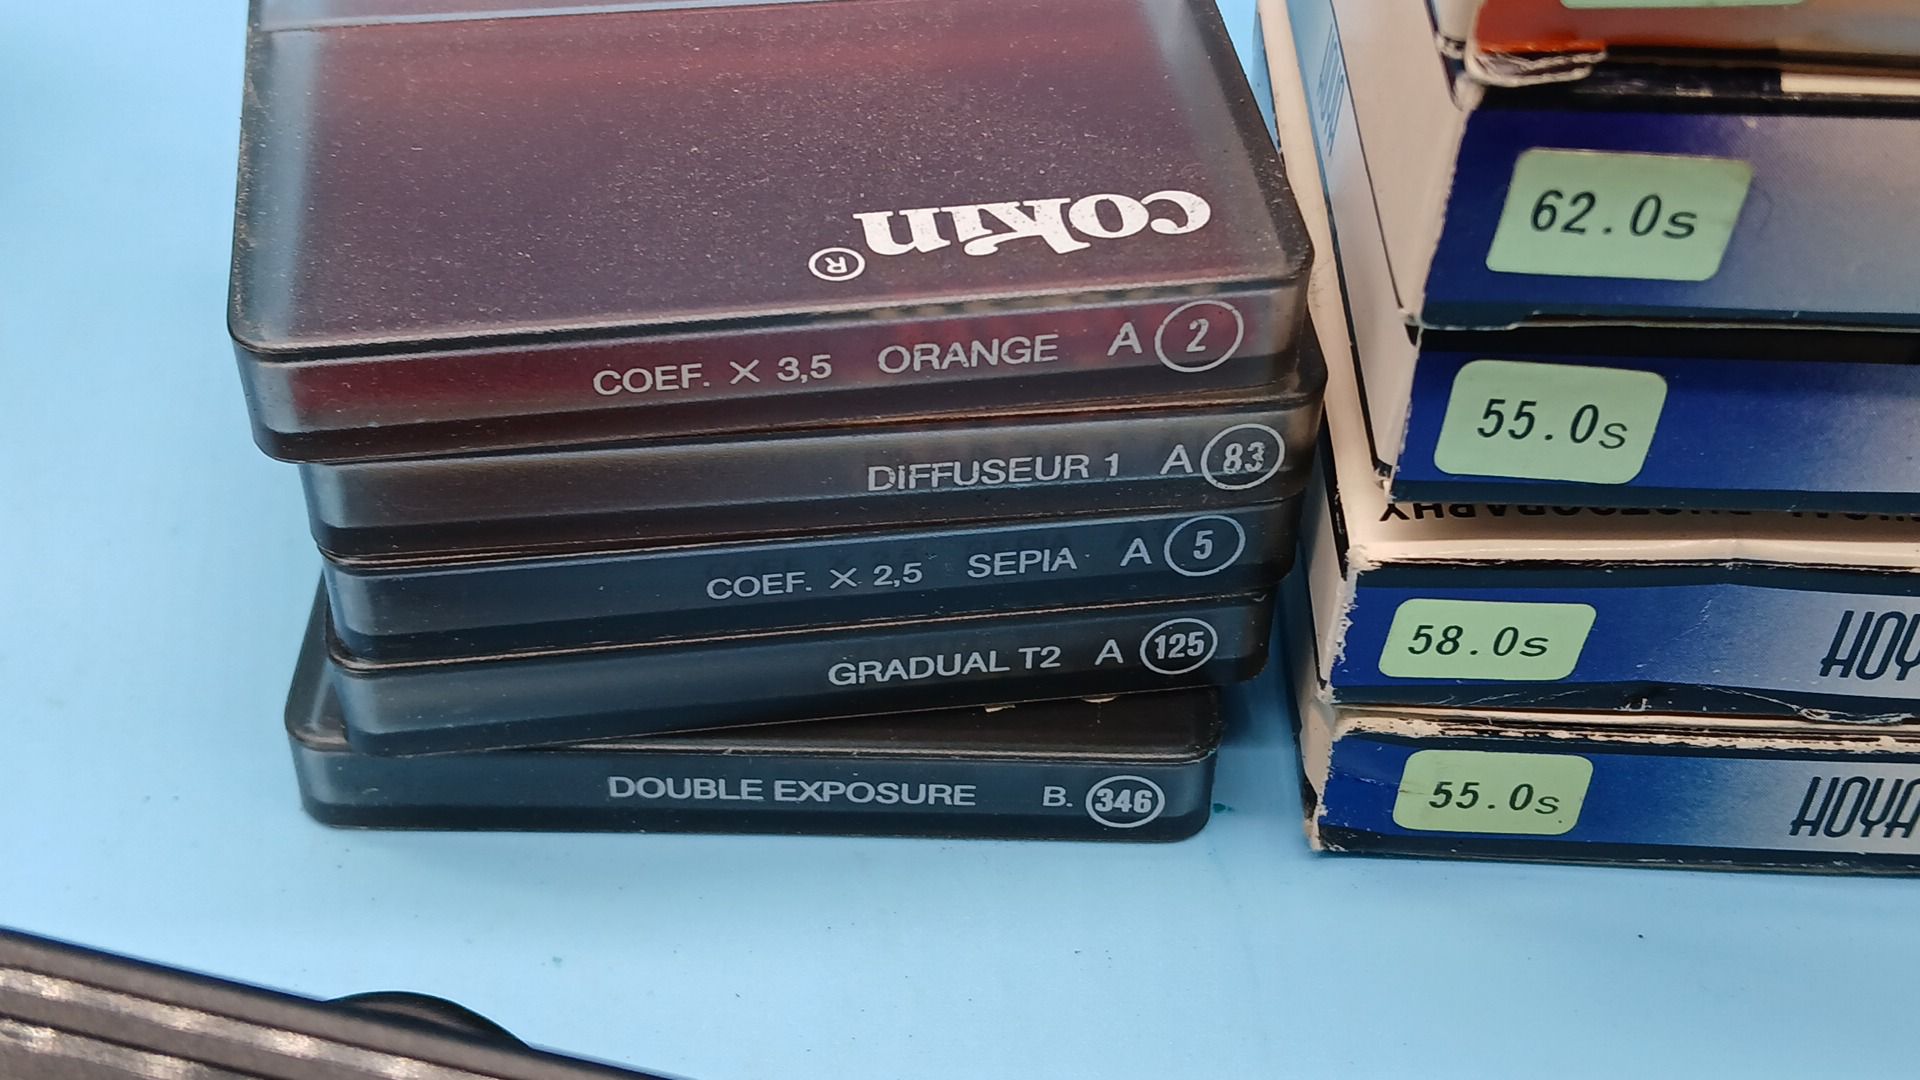 cokin®
COEF. X 3,5 ORANGE A 2
DIFFUSEUR 1 A 83
COEF. X 2,5 SEPIA A 5
GRADUAL T2 A 125
DOUBLE EXPOSURE B. 346
HOYA
62.0s
55.0s
58.0s
HOY
55.0s
HOYA